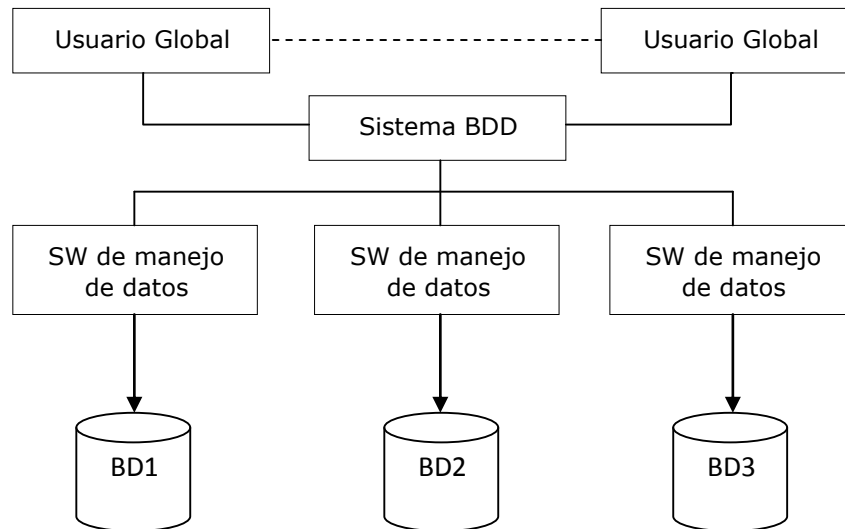 Usuario Global
Usuario Global
Sistema BDD
SW de manejo
de datos
SW de manejo
de datos
SW de manejo
de datos
BD1
BD2
BD3